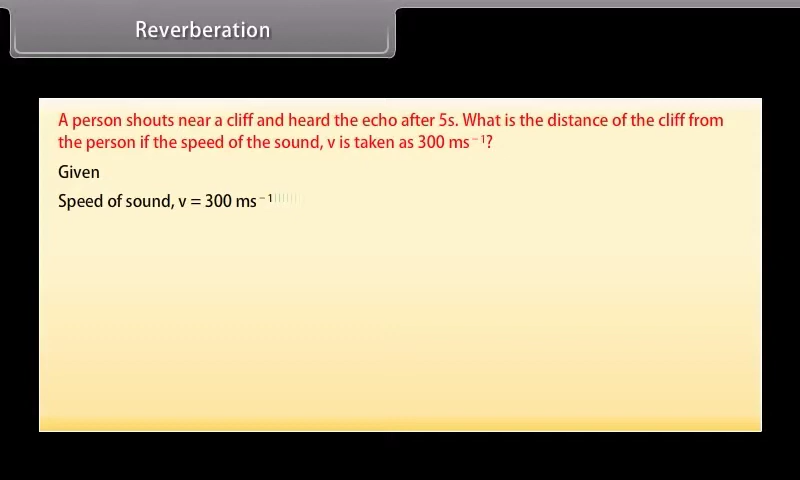 Reverberation
A person shouts near a cliff and heard the echo after 5s. What is the distance of the cliff from
the person if the speed of the sound, v is taken as 300 ms⁻¹?
Given
Speed of sound, v = 300 ms⁻¹